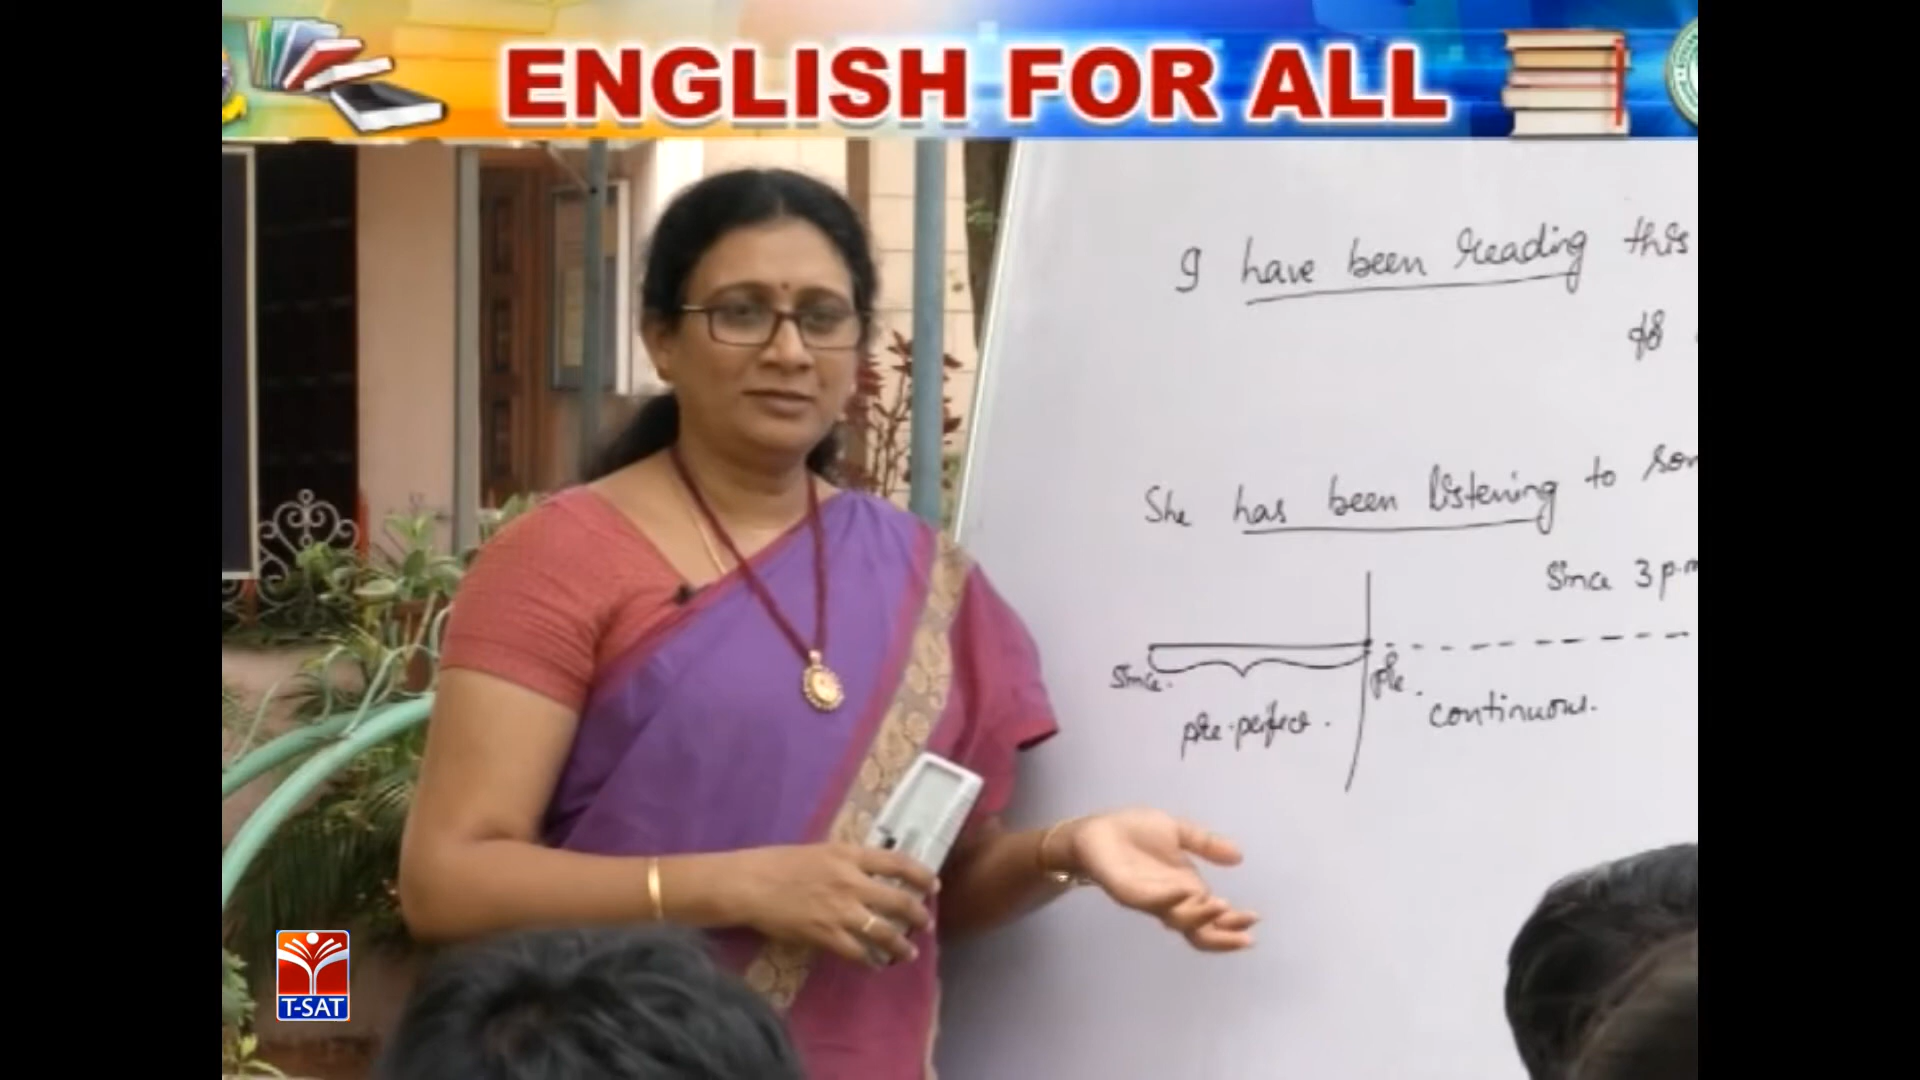 ENGLISH FOR ALL
I have been reading this
of
She has been listening to
Since 3 p.m
Since.
pre.
pre-perfect.
continuous.
T-SAT